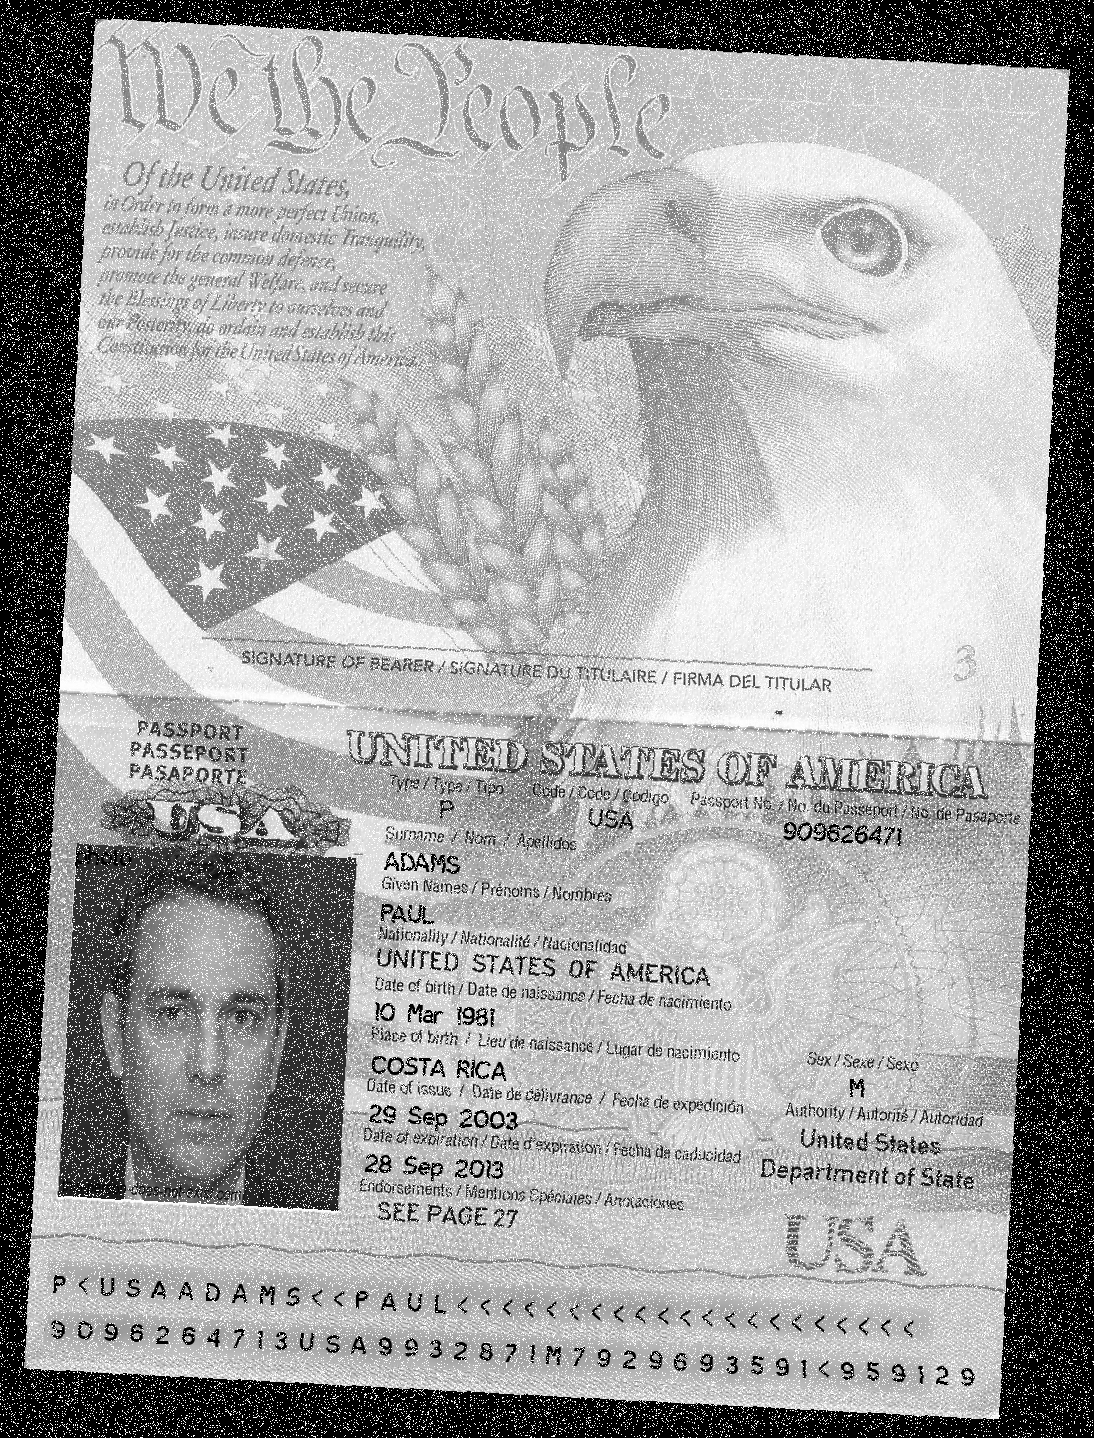 We the People
Of the United States,
in Order to form a more perfect Union,
establish Justice, insure domestic Tranquility,
provide for the common defence,
promote the general Welfare, and secure
the Blessings of Liberty to ourselves and
our Posterity, do ordain and establish this
Constitution for the United States of America.
SIGNATURE OF BEARER / SIGNATURE DU TITULAIRE / FIRMA DEL TITULAR
3
PASSPORT
PASSEPORT
PASAPORTE
USA
UNITED STATES OF AMERICA
Type / Type / Tipo Code / Code / Codigo Passport No. / No. du Passeport / No. de Pasaporte
P USA 909626471
Surname / Nom / Apellidos
ADAMS
Given Names / Prénoms / Nombres
PAUL
Nationality / Nationalité / Nacionalidad
UNITED STATES OF AMERICA
Date of birth / Date de naissance / Fecha de nacimiento
10 Mar 1981
Place of birth / Lieu de naissance / Lugar de nacimiento
COSTA RICA
Sex / Sexe / Sexo
M
Date of issue / Date de délivrance / Fecha de expedición
29 Sep 2003
Authority / Autorité / Autoridad
United States
Department of State
Date of expiration / Date d'expiration / Fecha de caducidad
28 Sep 2013
Endorsements / Mentions Spéciales / Anotaciones
SEE PAGE 27
USA
P<USAADAMS<<PAUL<<<<<<<<<<<<<<<<<<<
9096264713USA9932871M7929693591<959129